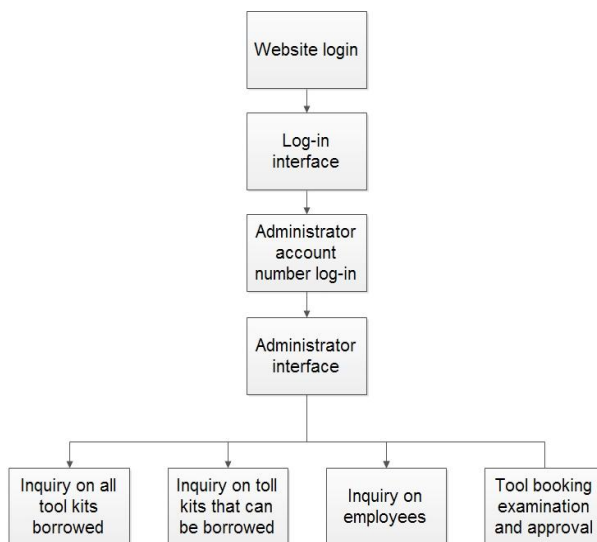 Website login
Log-in
interface
Administrator
account
number log-in
Administrator
interface
Inquiry on all
tool kits
borrowed
Inquiry on toll
kits that can
be borrowed
Inquiry on
employees
Tool booking
examination
and approval